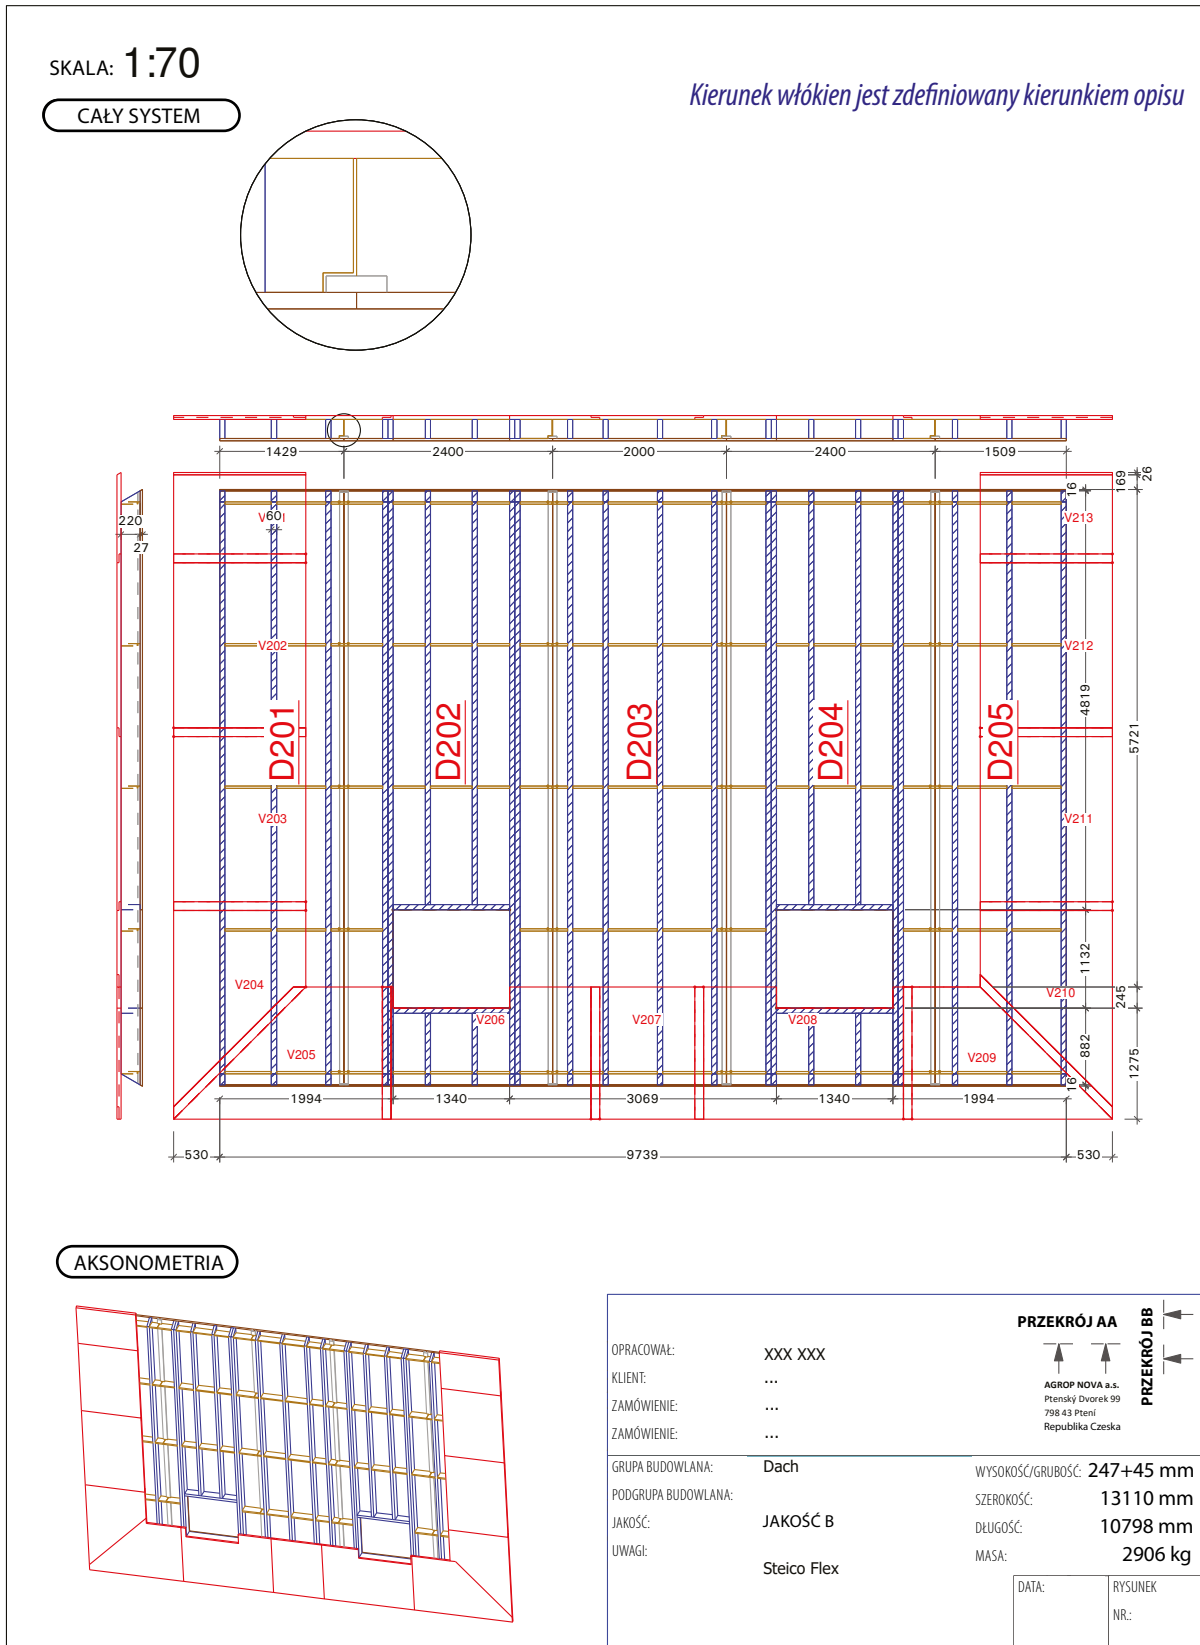 SKALA: 1:70
CAŁY SYSTEM
Kierunek włókien jest zdefiniowany kierunkiem opisu
1429
2400
2000
2400
1509
169
26
16
220
27
60
V213
V202
V212
D201
D202
D203
D204
D205
4819
5721
V203
V211
V204
V210
1132
245
V206
V207
V208
V205
V209
882
1275
16
1994
1340
3069
1340
1994
530
9739
530
AKSONOMETRIA
PRZEKRÓJ AA
PRZEKRÓJ BB
OPRACOWAŁ: XXX XXX
KLIENT: ...
ZAMÓWIENIE: ...
ZAMÓWIENIE: ...
AGROP NOVA a.s.
Ptenský Dvorek 99
798 43 Ptení
Republika Czeska
GRUPA BUDOWLANA: Dach
PODGRUPA BUDOWLANA:
JAKOŚĆ: JAKOŚĆ B
UWAGI: Steico Flex
WYSOKOŚĆ/GRUBOŚĆ: 247+45 mm
SZEROKOŚĆ: 13110 mm
DŁUGOŚĆ: 10798 mm
MASA: 2906 kg
DATA:
RYSUNEK
NR.: